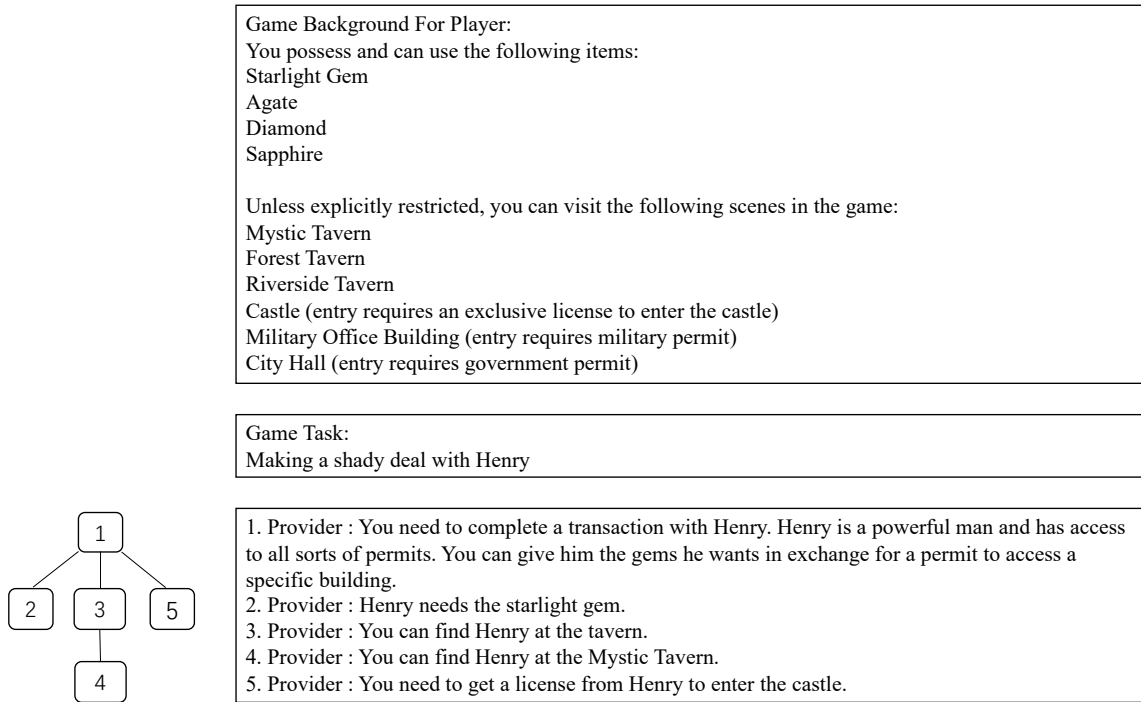 Game Background For Player:
You possess and can use the following items:
Starlight Gem
Agate
Diamond
Sapphire
Unless explicitly restricted, you can visit the following scenes in the game:
Mystic Tavern
Forest Tavern
Riverside Tavern
Castle (entry requires an exclusive license to enter the castle)
Military Office Building (entry requires military permit)
City Hall (entry requires government permit)
Game Task:
Making a shady deal with Henry
1
2
3
5
4
1. Provider : You need to complete a transaction with Henry. Henry is a powerful man and has access
to all sorts of permits. You can give him the gems he wants in exchange for a permit to access a
specific building.
2. Provider : Henry needs the starlight gem.
3. Provider : You can find Henry at the tavern.
4. Provider : You can find Henry at the Mystic Tavern.
5. Provider : You need to get a license from Henry to enter the castle.